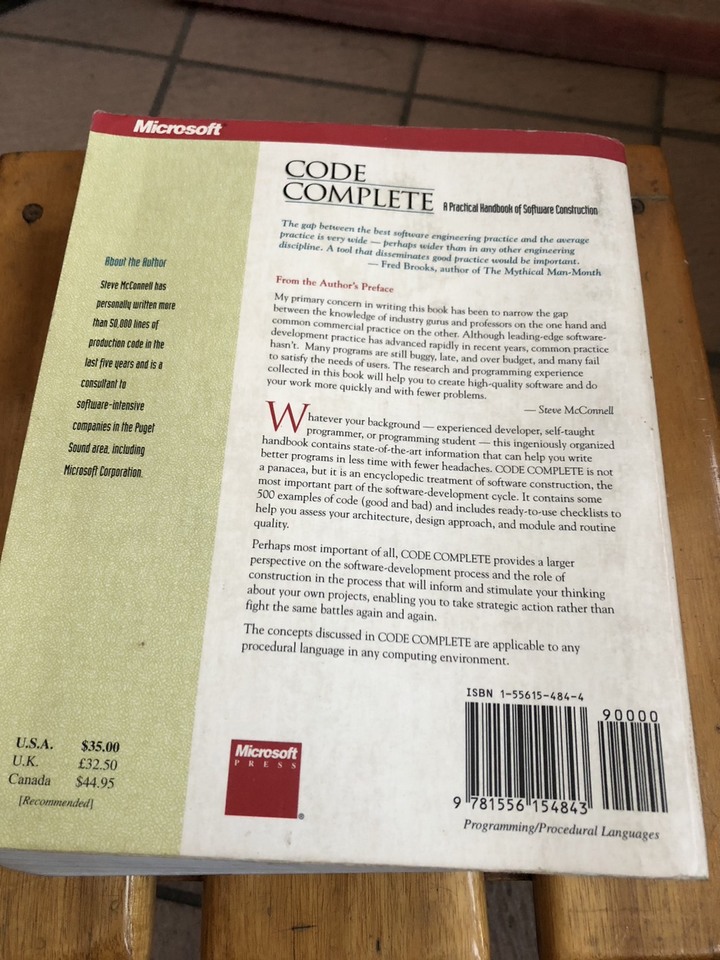 Microsoft
CODE
COMPLETE A Practical Handbook of Software Construction
The gap between the best software engineering practice and the average
practice is very wide — perhaps wider than in any other engineering
discipline. A tool that disseminates good practice would be important.
— Fred Brooks, author of The Mythical Man-Month
From the Author's Preface
My primary concern in writing this book has been to narrow the gap
between the knowledge of industry gurus and professors on the one hand and
common commercial practice on the other. Although leading-edge software-
development practice has advanced rapidly in recent years, common practice
hasn't. Many programs are still buggy, late, and over budget, and many fail
to satisfy the needs of users. The research and programming experience
collected in this book will help you to create high-quality software and do
your work more quickly and with fewer problems.
— Steve McConnell
Whatever your background — experienced developer, self-taught
programmer, or programming student — this ingeniously organized
handbook contains state-of-the-art information that can help you write
better programs in less time with fewer headaches. CODE COMPLETE is not
a panacea, but it is an encyclopedic treatment of software construction, the
most important part of the software-development cycle. It contains some
500 examples of code (good and bad) and includes ready-to-use checklists to
help you assess your architecture, design approach, and module and routine
quality.
Perhaps most important of all, CODE COMPLETE provides a larger
perspective on the software-development process and the role of
construction in the process that will inform and stimulate your thinking
about your own projects, enabling you to take strategic action rather than
fight the same battles again and again.
The concepts discussed in CODE COMPLETE are applicable to any
procedural language in any computing environment.
About the Author
Steve McConnell has
personally written more
than 50,000 lines of
production code in the
last five years and is a
consultant to
software-intensive
companies in the Puget
Sound area, including
Microsoft Corporation.
U.S.A. $35.00
U.K. £32.50
Canada $44.95
[Recommended]
Microsoft
PRESS
®
ISBN 1-55615-484-4
90000
9 781556 154843
Programming/Procedural Languages